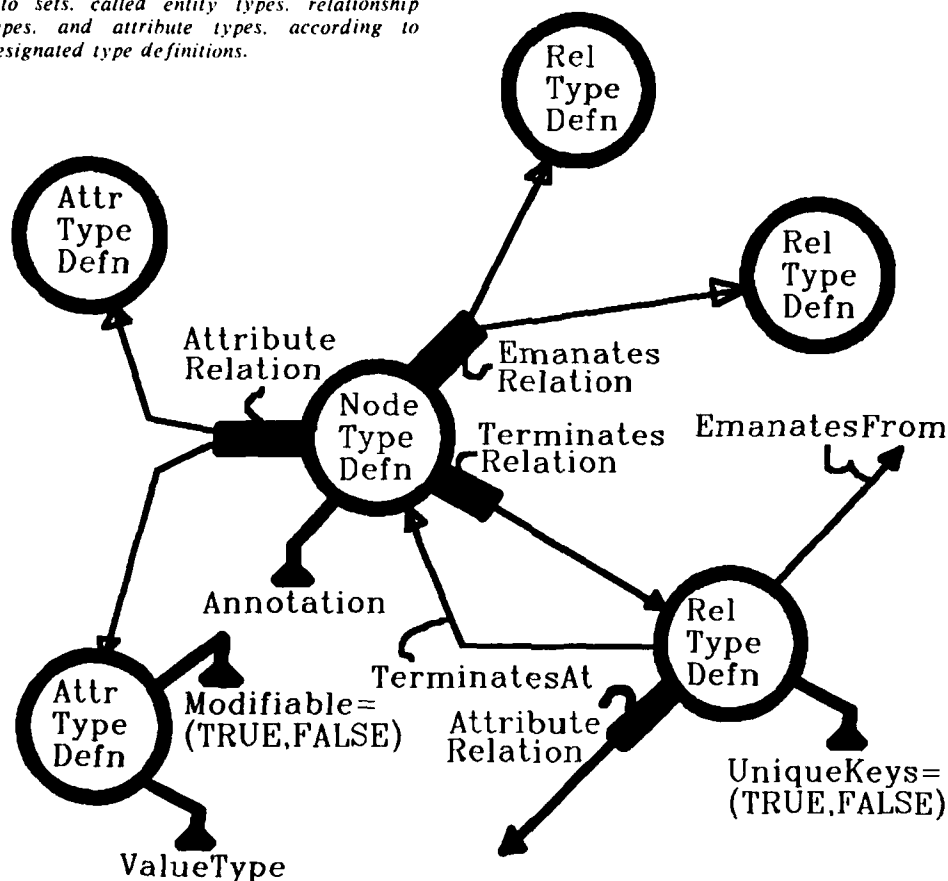 to sets, called entity types, relationship
ypes, and attribute types, according to
esignated type definitions.
Rel
Type
Defn
Attr
Type
Defn
Rel
Type
Defn
Attribute
Relation
Emanates
Relation
Node
Type
Defn
Terminates
Relation
EmanatesFrom
Annotation
Rel
Type
Defn
TerminatesAt
Attr
Type
Defn
Modifiable=
(TRUE,FALSE)
Attribute
Relation
UniqueKeys=
(TRUE,FALSE)
ValueType